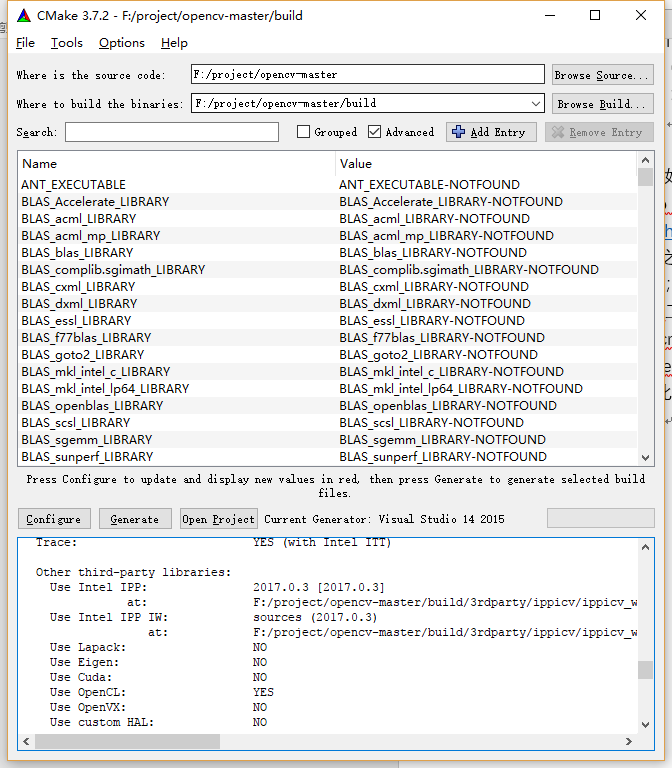 CMake 3.7.2 - F:/project/opencv-master/build
File Tools Options Help
Where is the source code: F:/project/opencv-master Browse Source...
Where to build the binaries: F:/project/opencv-master/build Browse Build...
Search: Grouped Advanced Add Entry Remove Entry
Name Value
ANT_EXECUTABLE ANT_EXECUTABLE-NOTFOUND
BLAS_Accelerate_LIBRARY BLAS_Accelerate_LIBRARY-NOTFOUND
BLAS_acml_LIBRARY BLAS_acml_LIBRARY-NOTFOUND
BLAS_acml_mp_LIBRARY BLAS_acml_mp_LIBRARY-NOTFOUND
BLAS_blas_LIBRARY BLAS_blas_LIBRARY-NOTFOUND
BLAS_complib.sgimath_LIBRARY BLAS_complib.sgimath_LIBRARY-NOTFOUND
BLAS_cxml_LIBRARY BLAS_cxml_LIBRARY-NOTFOUND
BLAS_dxml_LIBRARY BLAS_dxml_LIBRARY-NOTFOUND
BLAS_essl_LIBRARY BLAS_essl_LIBRARY-NOTFOUND
BLAS_f77blas_LIBRARY BLAS_f77blas_LIBRARY-NOTFOUND
BLAS_goto2_LIBRARY BLAS_goto2_LIBRARY-NOTFOUND
BLAS_mkl_intel_c_LIBRARY BLAS_mkl_intel_c_LIBRARY-NOTFOUND
BLAS_mkl_intel_lp64_LIBRARY BLAS_mkl_intel_lp64_LIBRARY-NOTFOUND
BLAS_openblas_LIBRARY BLAS_openblas_LIBRARY-NOTFOUND
BLAS_scsl_LIBRARY BLAS_scsl_LIBRARY-NOTFOUND
BLAS_sgemm_LIBRARY BLAS_sgemm_LIBRARY-NOTFOUND
BLAS_sunperf_LIBRARY BLAS_sunperf_LIBRARY-NOTFOUND
Press Configure to update and display new values in red, then press Generate to generate selected build
files.
Configure Generate Open Project Current Generator: Visual Studio 14 2015
Trace: YES (with Intel ITT)
Other third-party libraries:
Use Intel IPP: 2017.0.3 [2017.0.3]
at: F:/project/opencv-master/build/3rdparty/ippicv/ippicv_w
Use Intel IPP IW: sources (2017.0.3)
at: F:/project/opencv-master/build/3rdparty/ippicv/ippicv_w
Use Lapack: NO
Use Eigen: NO
Use Cuda: NO
Use OpenCL: YES
Use OpenVX: NO
Use custom HAL: NO